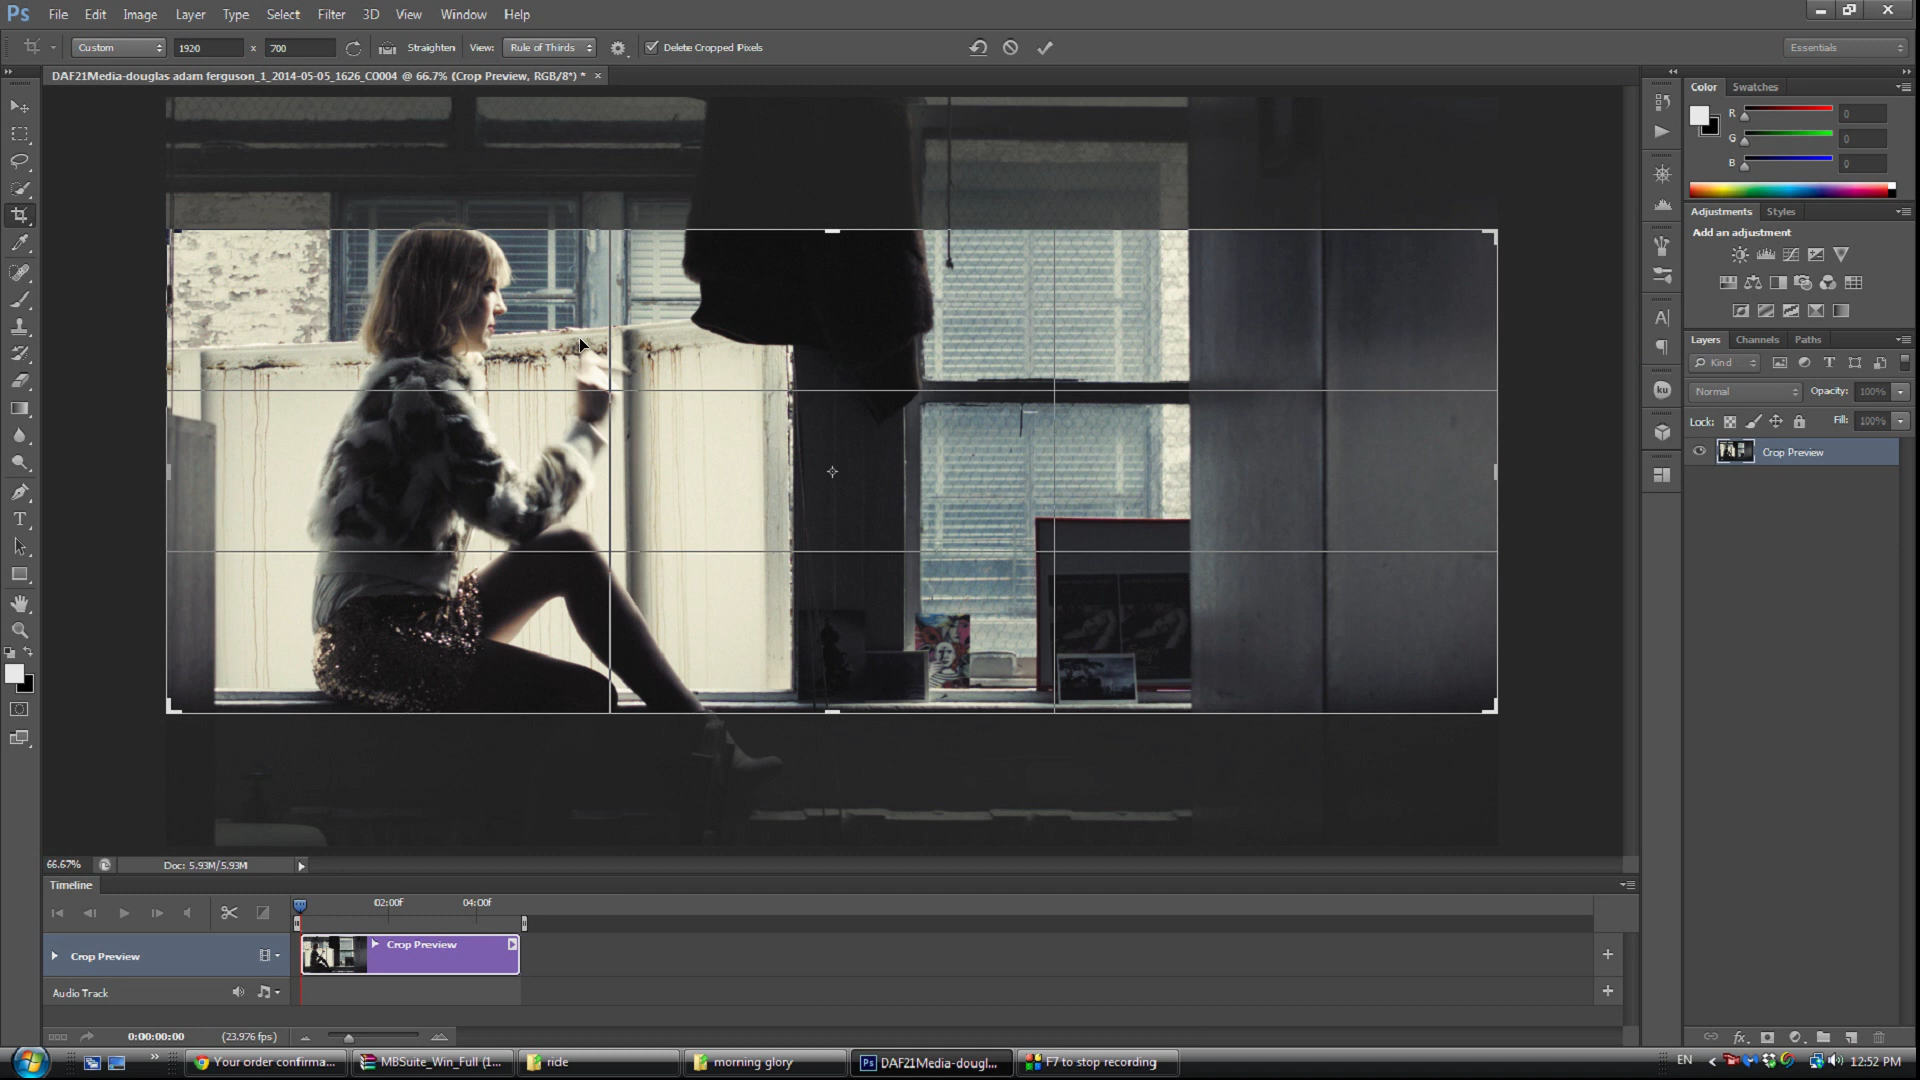 Ps File Edit Image Layer Type Select Filter 3D View Window Help
Custom 1920 x 700 Straighten View: Rule of Thirds Delete Cropped Pixels Essentials
DAF21Media-douglas adam ferguson_1_2014-05-05_1626_C0004 @ 66.7% (Crop Preview, RGB/8*) * ×
Color Swatches
R 0
G 0
B 0
Adjustments Styles
Add an adjustment
Layers Channels Paths
Kind
Normal Opacity: 100%
Lock: Fill: 100%
Crop Preview
66.67% Doc: 5.93M/5.93M
Timeline
02:00f 04:00f
Crop Preview Crop Preview
Audio Track
0:00:00:00 (23.976 fps)
Your order confirma... MBSuite_Win_Full (1... ride morning glory DAF21Media-dougl... F7 to stop recording EN 12:52 PM